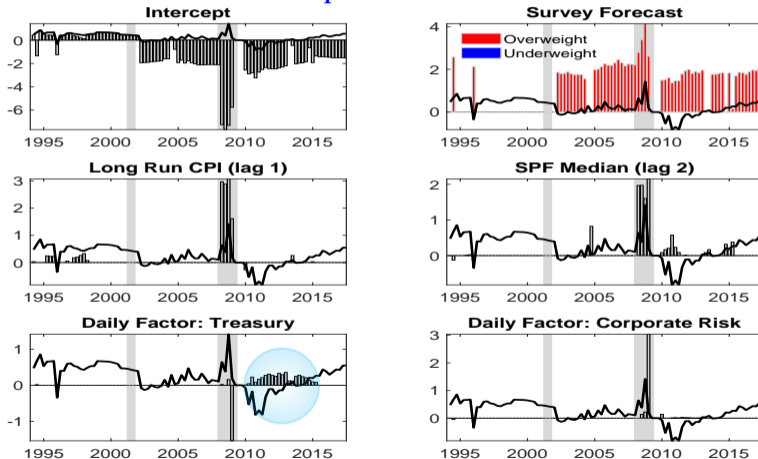 Intercept
0
-2
-4
-6
1995 2000 2005 2010 2015
Survey Forecast
4
2
0
Overweight
Underweight
1995 2000 2005 2010 2015
Long Run CPI (lag 1)
3
2
1
0
1995 2000 2005 2010 2015
SPF Median (lag 2)
2
1
0
1995 2000 2005 2010 2015
Daily Factor: Treasury
1
0
-1
1995 2000 2005 2010 2015
Daily Factor: Corporate Risk
3
2
1
0
1995 2000 2005 2010 2015